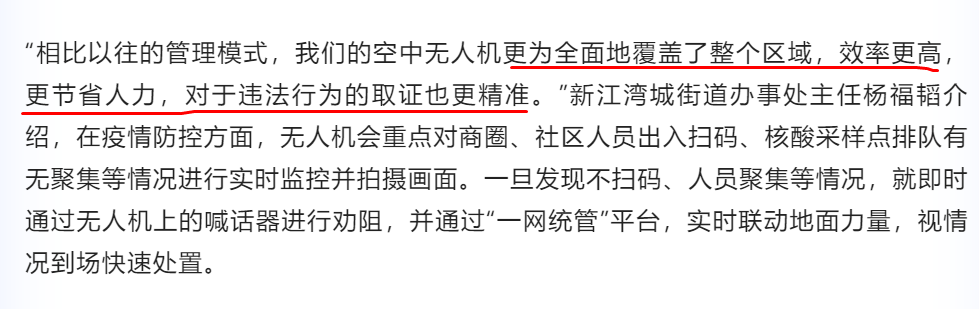 “相比以往的管理模式，我们的空中无人机更为全面地覆盖了整个区域，效率更高，
更节省人力，对于违法行为的取证也更精准。”新江湾城街道办事处主任杨福韬介
绍，在疫情防控方面，无人机会重点对商圈、社区人员出入扫码、核酸采样点排队有
无聚集等情况进行实时监控并拍摄画面。一旦发现不扫码、人员聚集等情况，就即时
通过无人机上的喊话器进行劝阻，并通过“一网统管”平台，实时联动地面力量，视情
况到场快速处置。